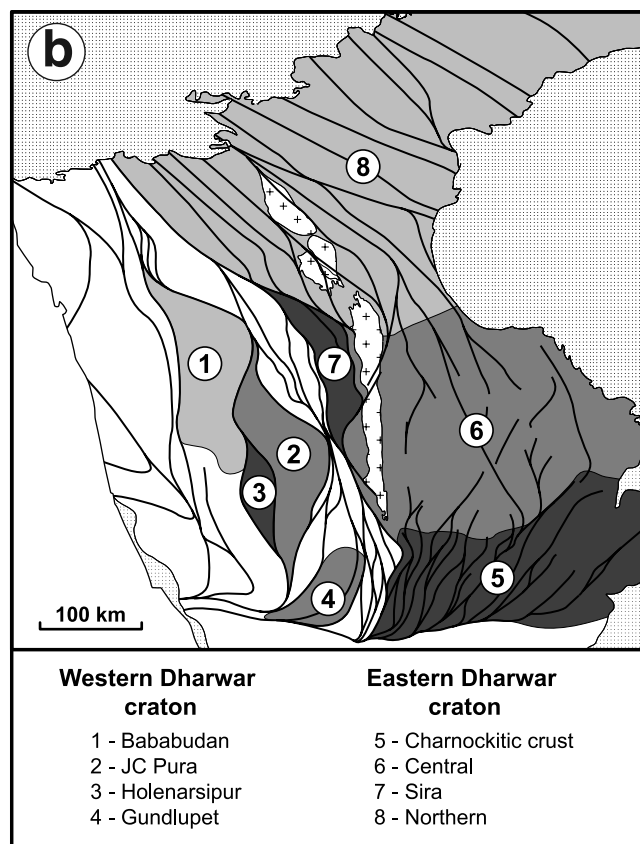 b
8
1
7
2
6
3
5
4
100 km
Western Dharwar
craton
1 - Bababudan
2 - JC Pura
3 - Holenarsipur
4 - Gundlupet
Eastern Dharwar
craton
5 - Charnockitic crust
6 - Central
7 - Sira
8 - Northern